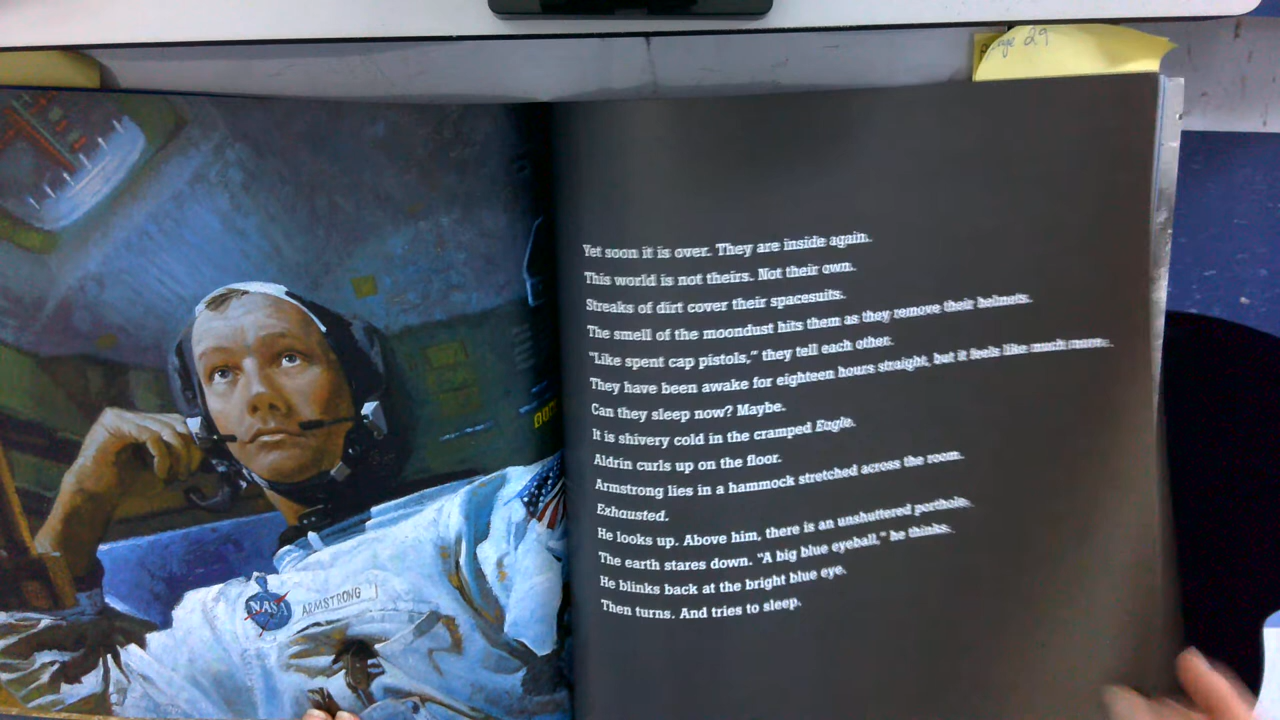 Page 29
NASA
ARMSTRONG
Yet soon it is over. They are inside again.
This world is not theirs. Not their own.
Streaks of dirt cover their spacesuits.
The smell of the moondust hits them as they remove their helmets.
"Like spent cap pistols," they tell each other.
They have been awake for eighteen hours straight, but it feels like much more.
Can they sleep now? Maybe.
It is shivery cold in the cramped Eagle.
Aldrin curls up on the floor.
Armstrong lies in a hammock stretched across the room.
Exhausted.
He looks up. Above him, there is an unshuttered porthole.
The earth stares down. "A big blue eyeball," he thinks.
He blinks back at the bright blue eye.
Then turns. And tries to sleep.